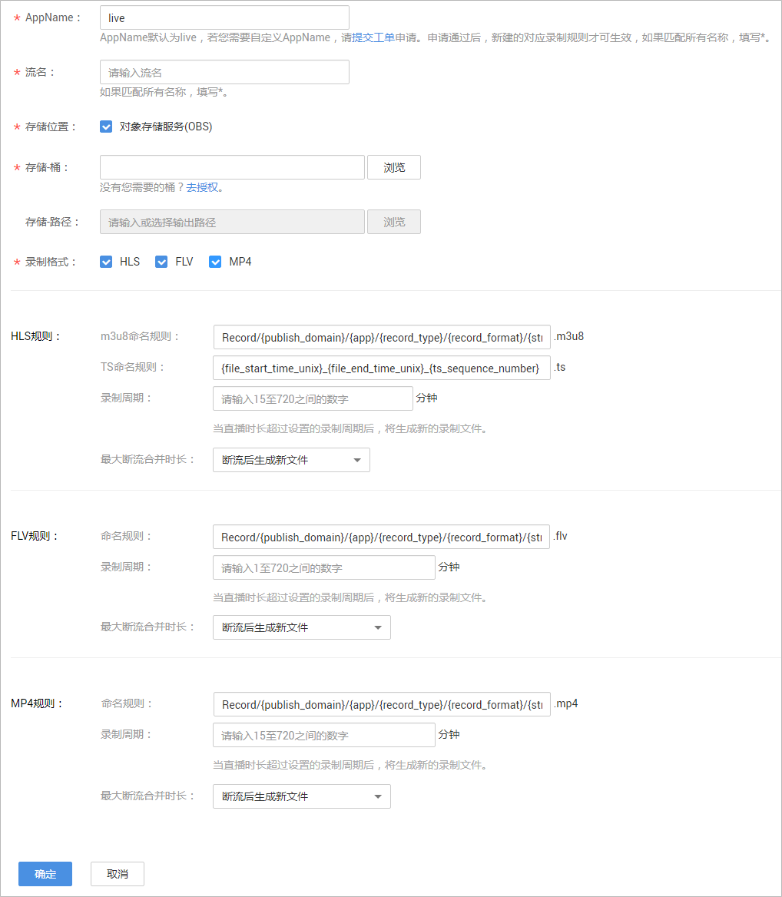 * AppName： live
AppName默认为live，若您需要自定义AppName，请提交工单申请。申请通过后，新建的对应录制规则才可生效，如果匹配所有名称，填写*。
* 流名： 请输入流名
如果匹配所有名称，填写*。
* 存储位置： 对象存储服务(OBS)
* 存储-桶： 浏览
没有您需要的桶？去授权。
存储-路径： 请输入或选择输出路径 浏览
* 录制格式： HLS FLV MP4
HLS规则： m3u8命名规则： Record/{publish_domain}/{app}/{record_type}/{record_format}/{str .m3u8
TS命名规则： {file_start_time_unix}_{file_end_time_unix}_{ts_sequence_number} .ts
录制周期： 请输入15至720之间的数字 分钟
当直播时长超过设置的录制周期后，将生成新的录制文件。
最大断流合并时长： 断流后生成新文件
FLV规则： 命名规则： Record/{publish_domain}/{app}/{record_type}/{record_format}/{str .flv
录制周期： 请输入1至720之间的数字 分钟
当直播时长超过设置的录制周期后，将生成新的录制文件。
最大断流合并时长： 断流后生成新文件
MP4规则： 命名规则： Record/{publish_domain}/{app}/{record_type}/{record_format}/{str .mp4
录制周期： 请输入15至720之间的数字 分钟
当直播时长超过设置的录制周期后，将生成新的录制文件。
最大断流合并时长： 断流后生成新文件
确定 取消